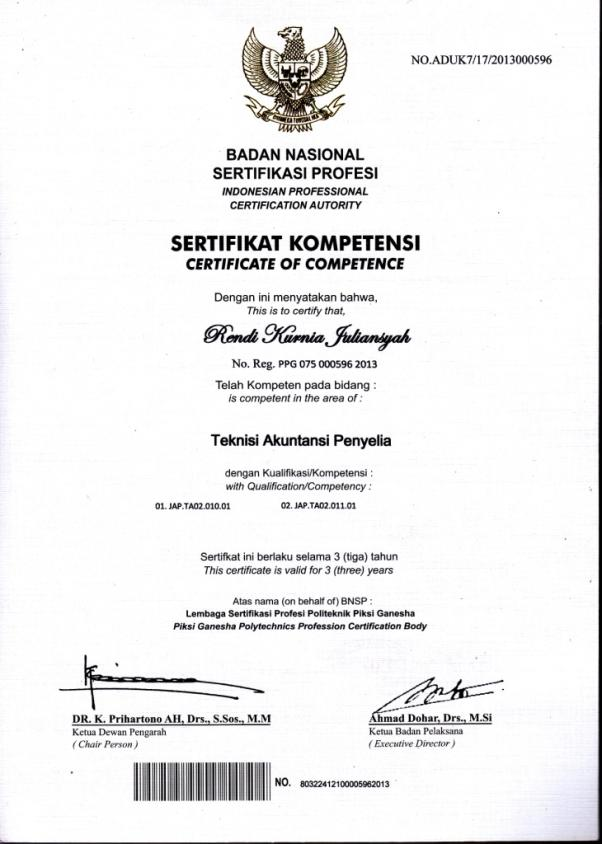 NO.ADUK7/17/2013000596
BHINNEKA TUNGGAL IKA
BADAN NASIONAL
SERTIFIKASI PROFESI
INDONESIAN PROFESSIONAL
CERTIFICATION AUTORITY
SERTIFIKAT KOMPETENSI
CERTIFICATE OF COMPETENCE
Dengan ini menyatakan bahwa,
This is to certify that,
Rendi Kurnia Juliansyah
No. Reg. PPG 075 000596 2013
Telah Kompeten pada bidang :
is competent in the area of :
Teknisi Akuntansi Penyelia
dengan Kualifikasi/Kompetensi :
with Qualification/Competency :
01. JAP.TA02.010.01 02. JAP.TA02.011.01
Sertifkat ini berlaku selama 3 (tiga) tahun
This certificate is valid for 3 (three) years
Atas nama (on behalf of) BNSP :
Lembaga Sertifikasi Profesi Politeknik Piksi Ganesha
Piksi Ganesha Polytechnics Profession Certification Body
DR. K. Prihartono AH, Drs., S.Sos., M.M
Ketua Dewan Pengarah
( Chair Person )
Ahmad Dohar, Drs., M.Si
Ketua Badan Pelaksana
( Executive Director )
NO. 80322412100005962013